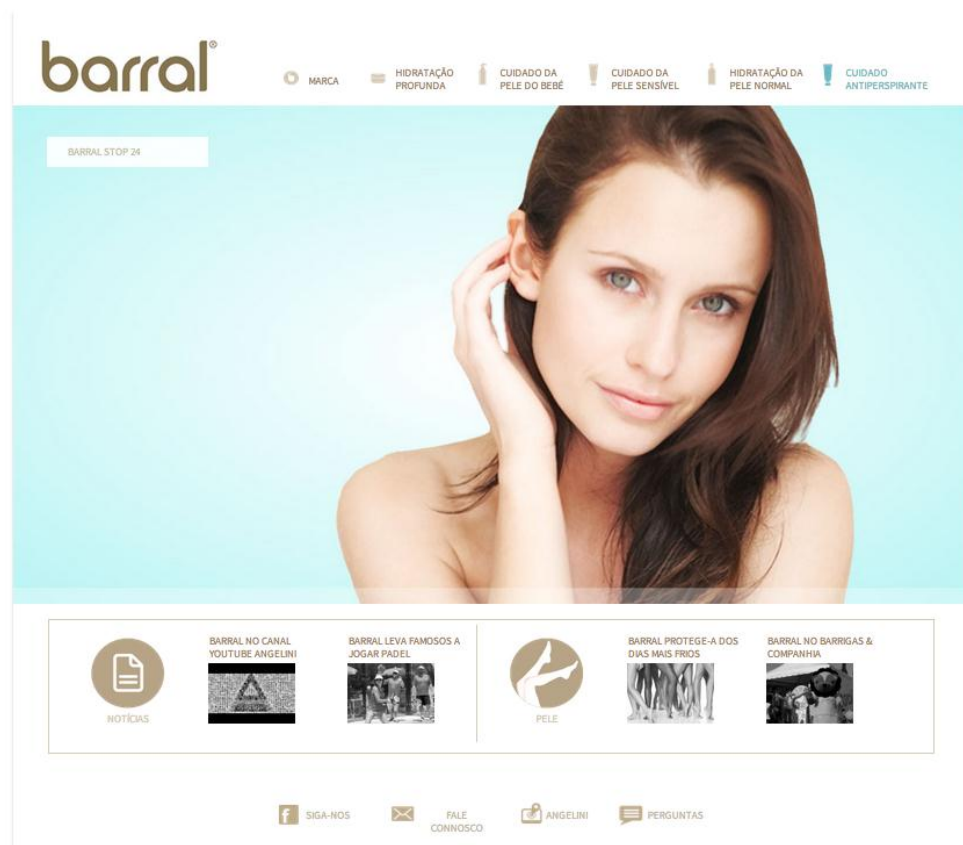 barral®
MARCA
HIDRATAÇÃO
PROFUNDA
CUIDADO DA
PELE DO BEBÉ
CUIDADO DA
PELE SENSÍVEL
HIDRATAÇÃO DA
PELE NORMAL
CUIDADO
ANTIPERSPIRANTE
BARRAL STOP 24
NOTÍCIAS
BARRAL NO CANAL
YOUTUBE ANGELINI
BARRAL LEVA FAMOSOS A
JOGAR PADEL
PELE
BARRAL PROTEGE-A DOS
DIAS MAIS FRIOS
BARRAL NO BARRIGAS &
COMPANHIA
SIGA-NOS
FALE
CONNOSCO
ANGELINI
PERGUNTAS